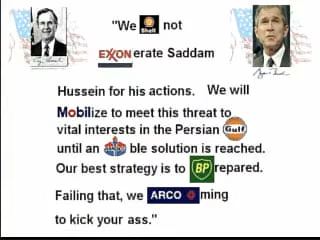 "We Shell not
EXXON erate Saddam
Hussein for his actions. We will
Mobilize to meet this threat to
vital interests in the Persian Gulf
until an ble solution is reached.
Our best strategy is to BP repared.
Failing that, we ARCO ming
to kick your ass."